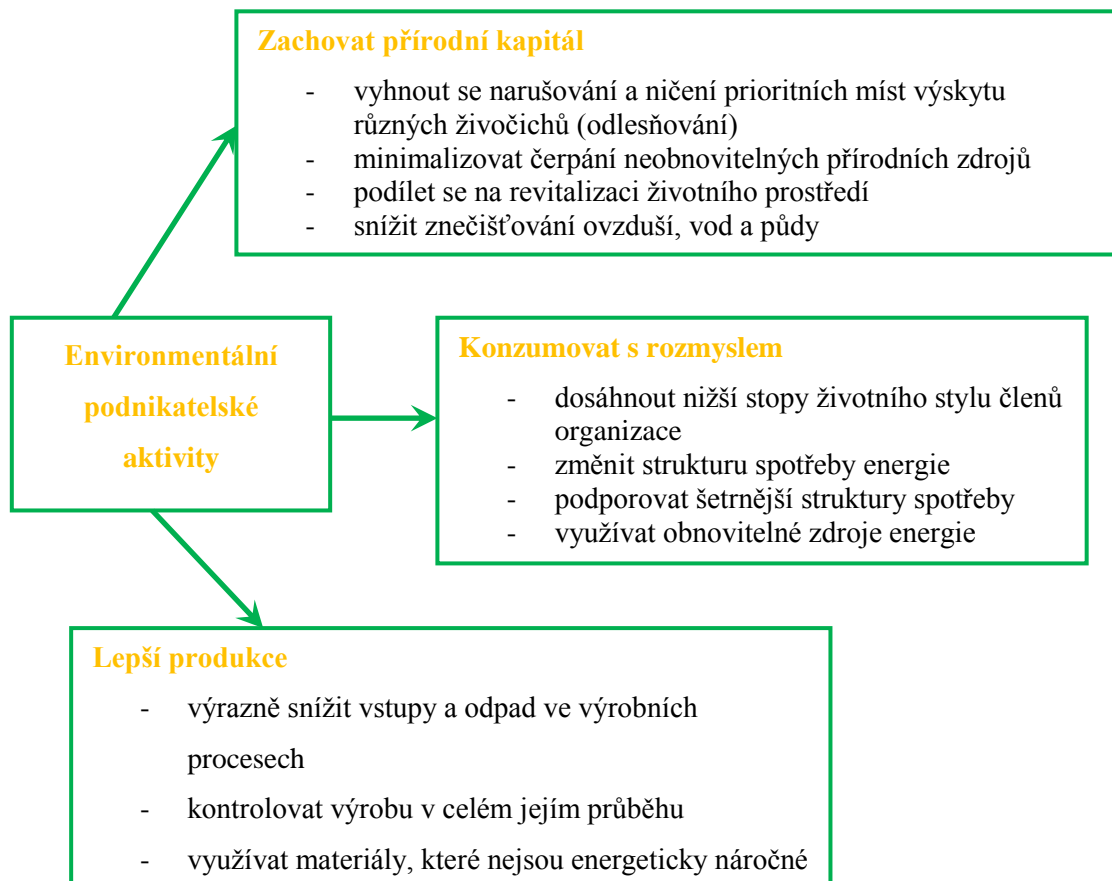 Zachovat přírodní kapitál
- vyhnout se narušování a ničení prioritních míst výskytu
různých živočichů (odlesňování)
- minimalizovat čerpání neobnovitelných přírodních zdrojů
- podílet se na revitalizaci životního prostředí
- snížit znečišťování ovzduší, vod a půdy
Environmentální
podnikatelské
aktivity
Konzumovat s rozmyslem
- dosáhnout nižší stopy životního stylu členů
organizace
- změnit strukturu spotřeby energie
- podporovat šetrnější struktury spotřeby
- využívat obnovitelné zdroje energie
Lepší produkce
- výrazně snížit vstupy a odpad ve výrobních
procesech
- kontrolovat výrobu v celém jejím průběhu
- využívat materiály, které nejsou energeticky náročné